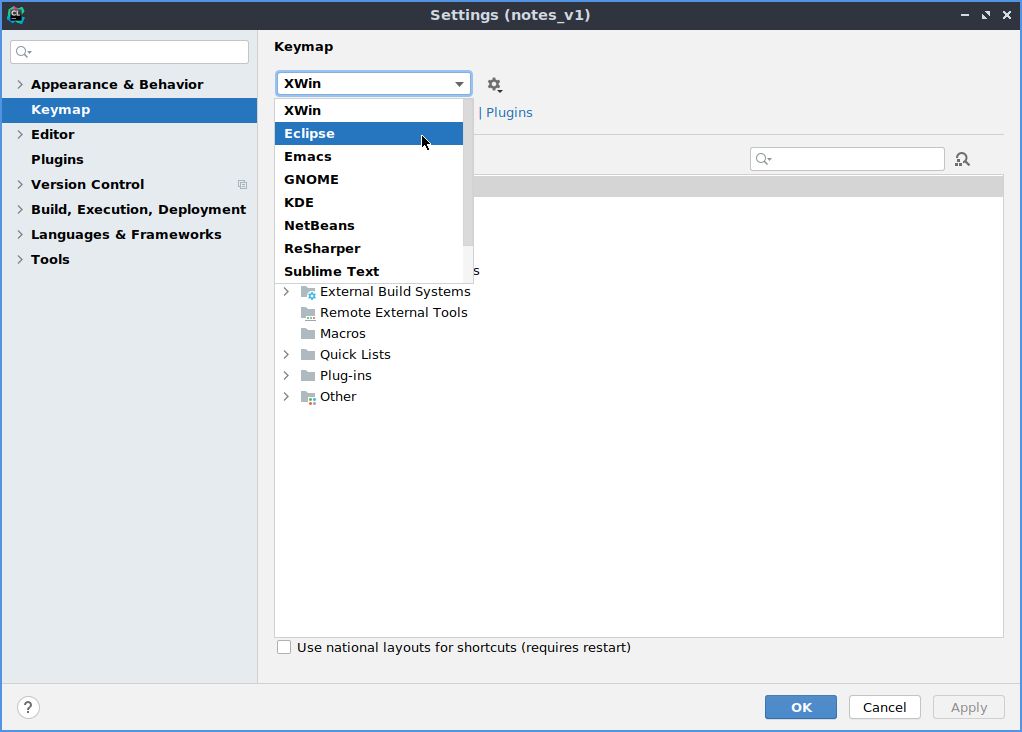 Settings (notes_v1)
Keymap
Appearance & Behavior
Keymap
Editor
Plugins
Version Control
Build, Execution, Deployment
Languages & Frameworks
Tools
XWin
XWin
Eclipse
Emacs
GNOME
KDE
NetBeans
ReSharper
Sublime Text
| Plugins
s
External Build Systems
Remote External Tools
Macros
Quick Lists
Plug-ins
Other
Use national layouts for shortcuts (requires restart)
?
OK
Cancel
Apply